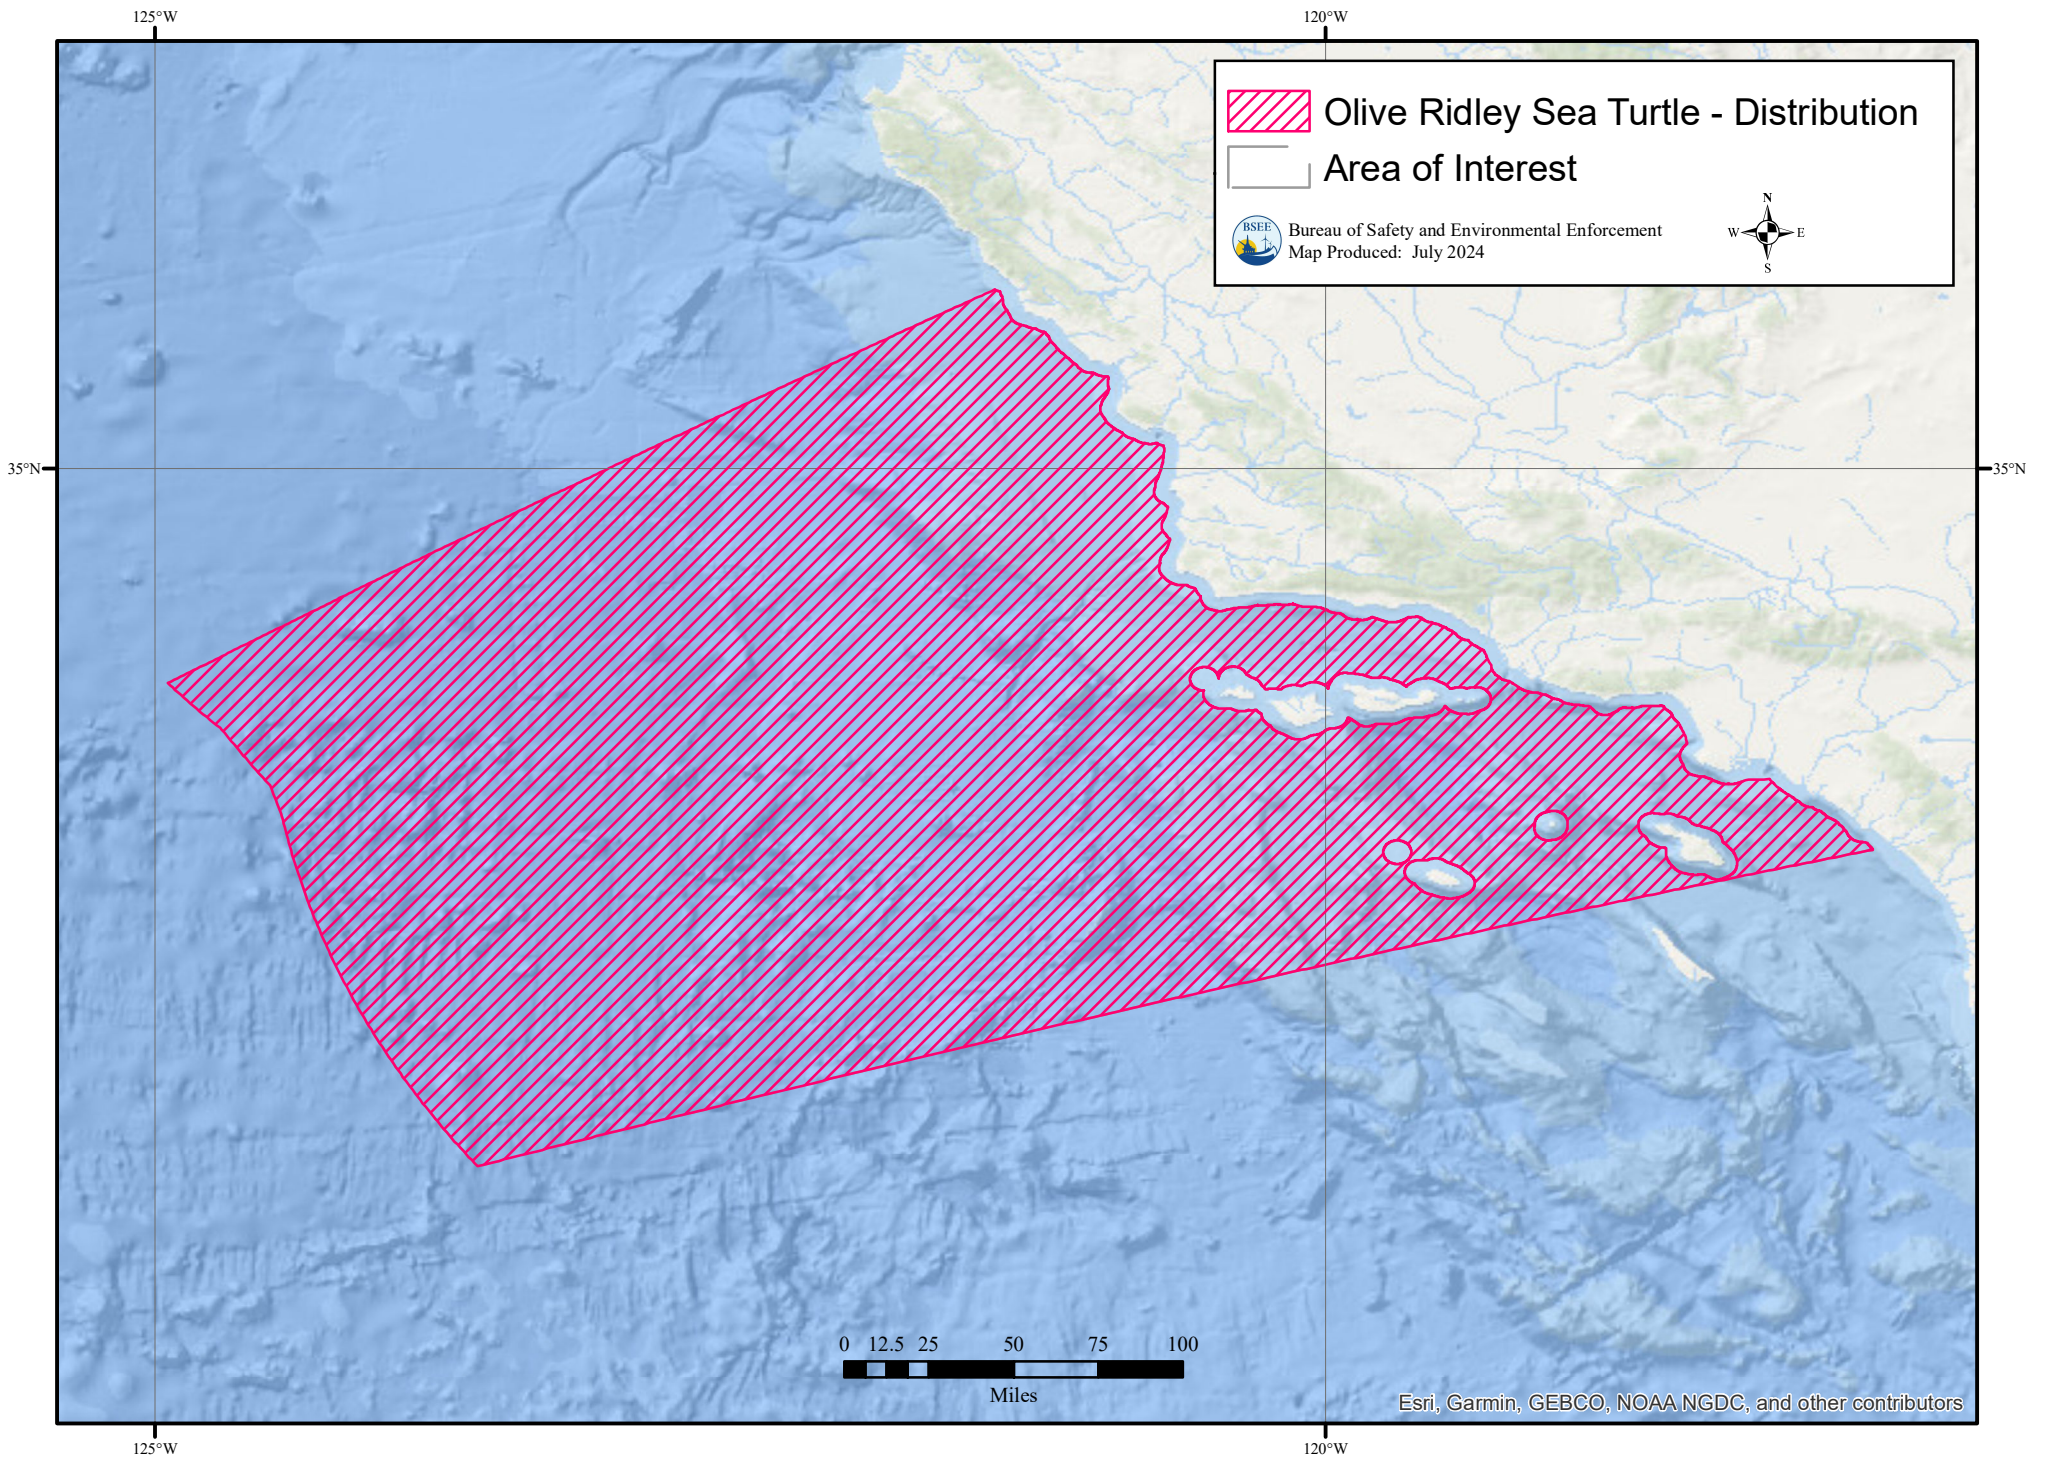 125°W
120°W
Olive Ridley Sea Turtle - Distribution
Area of Interest
BSEE
Bureau of Safety and Environmental Enforcement
Map Produced: July 2024
N
W
E
S
35°N
35°N
0 12.5 25 50 75 100
Miles
Esri, Garmin, GEBCO, NOAA NGDC, and other contributors
125°W
120°W